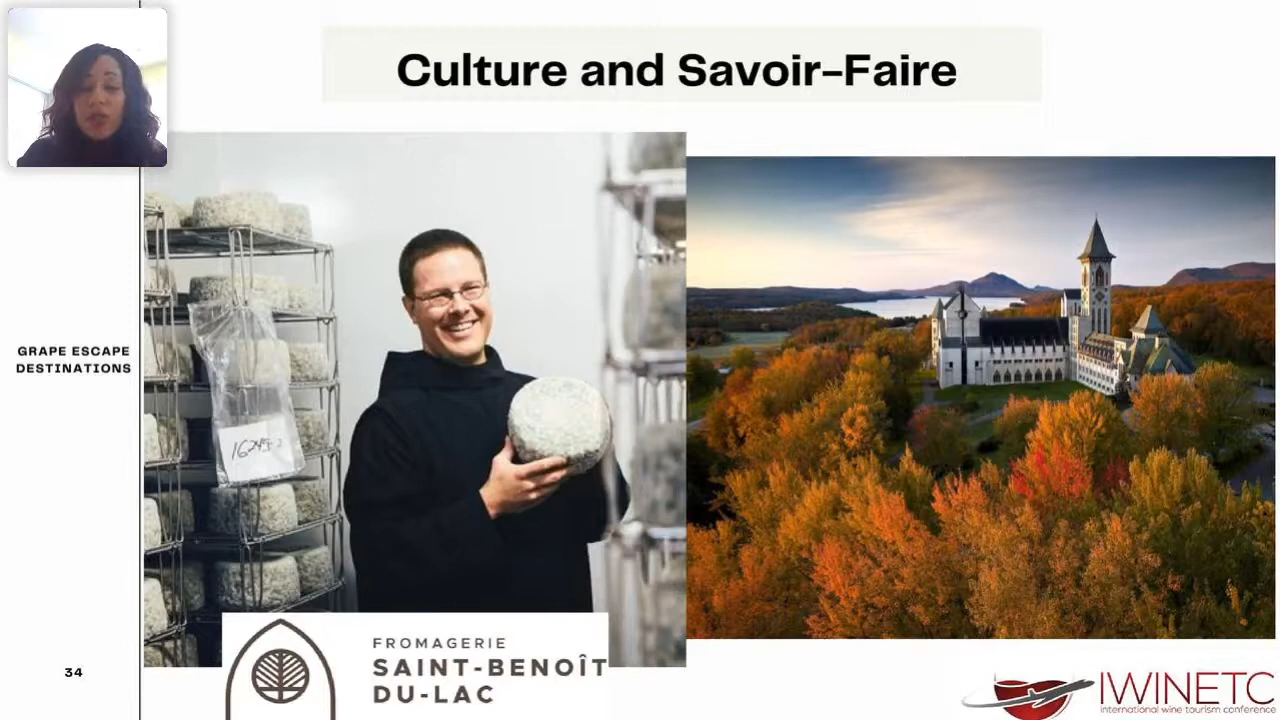 Culture and Savoir-Faire
GRAPE ESCAPE
DESTINATIONS
34
FROMAGERIE
SAINT-BENOÎT
DU-LAC
IWINETC
international wine tourism conference